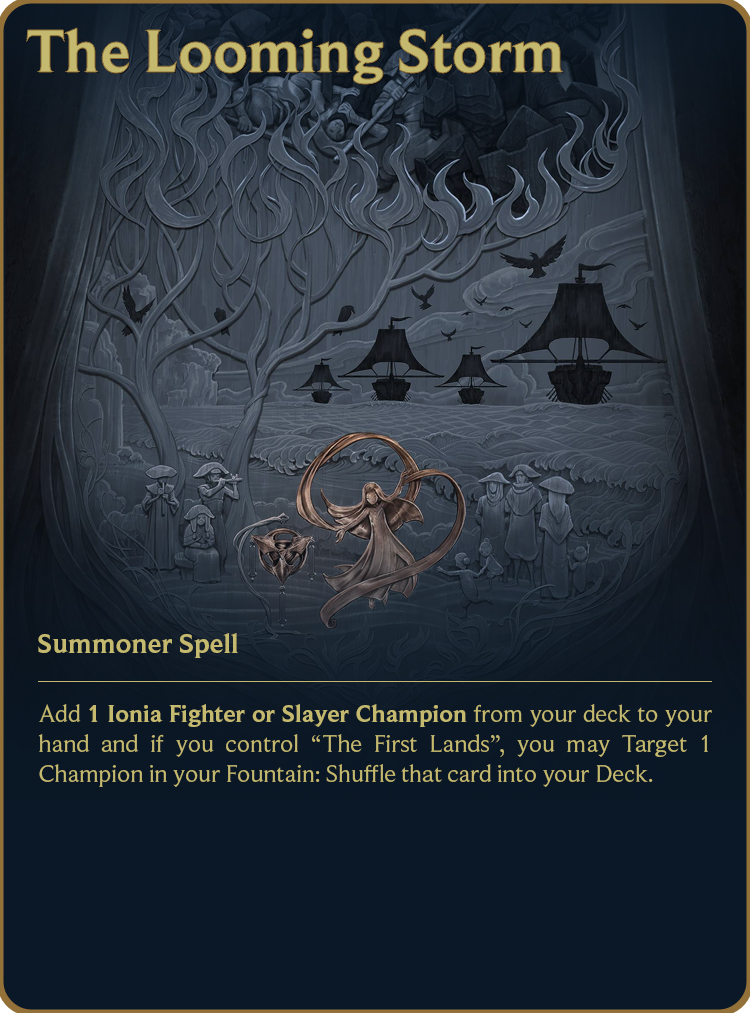 The Looming Storm
Summoner Spell
Add 1 Ionia Fighter or Slayer Champion from your deck to your
hand and if you control “The First Lands”, you may Target 1
Champion in your Fountain: Shuffle that card into your Deck.